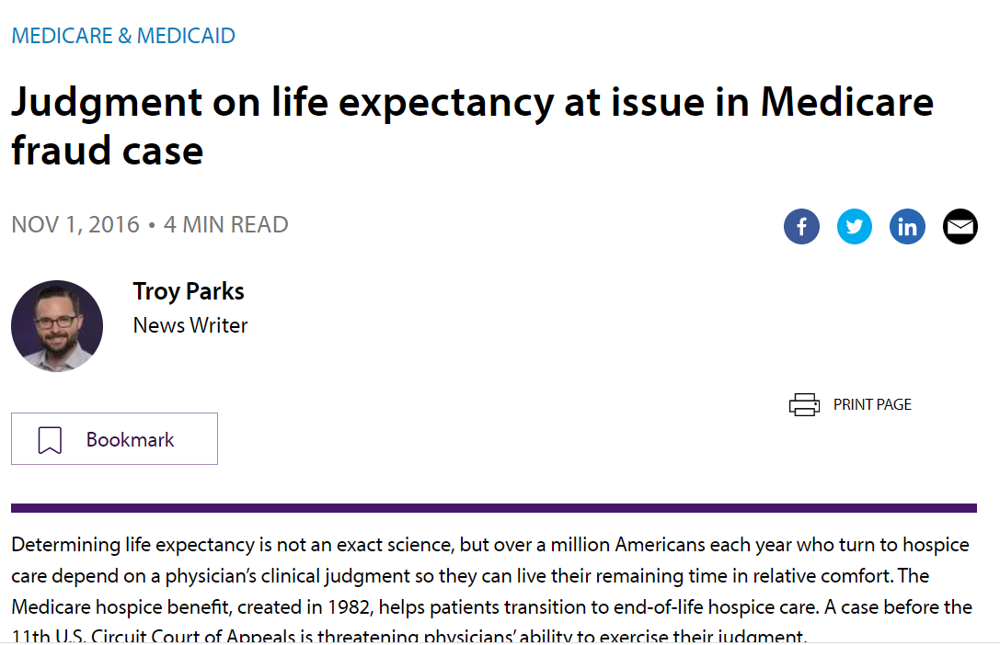 MEDICARE & MEDICAID
Judgment on life expectancy at issue in Medicare
fraud case
NOV 1, 2016 • 4 MIN READ
f
in
Troy Parks
News Writer
PRINT PAGE
Bookmark
Determining life expectancy is not an exact science, but over a million Americans each year who turn to hospice
care depend on a physician’s clinical judgment so they can live their remaining time in relative comfort. The
Medicare hospice benefit, created in 1982, helps patients transition to end-of-life hospice care. A case before the
11th U.S. Circuit Court of Appeals is threatening physicians’ ability to exercise their judgment.